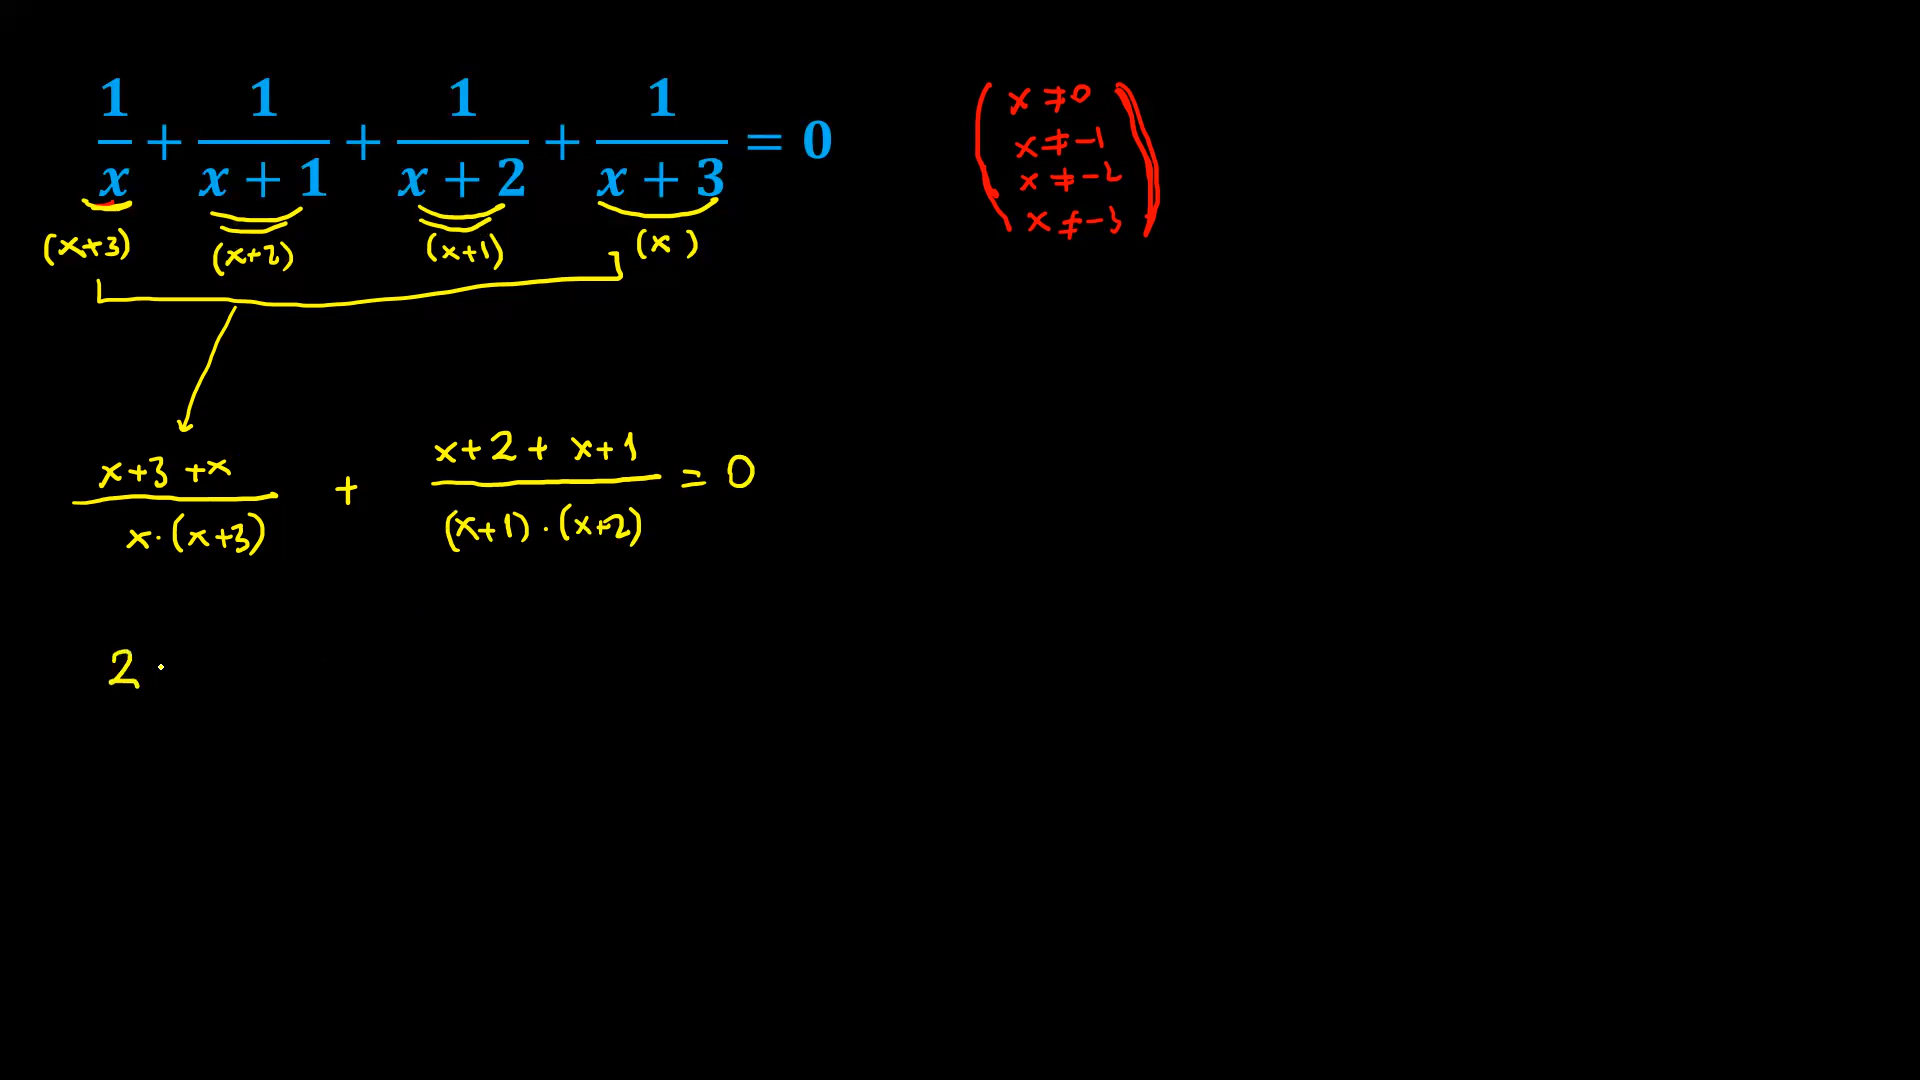 1/x + 1/(x + 1) + 1/(x + 2) + 1/(x + 3) = 0
(x+3) (x+2) (x+1) (x )
x ≠ 0
x ≠ -1
x ≠ -2
x ≠ -3
(x+3 +x)/(x·(x+3)) + (x+2 + x+1)/((x+1)·(x+2)) = 0
2 ·